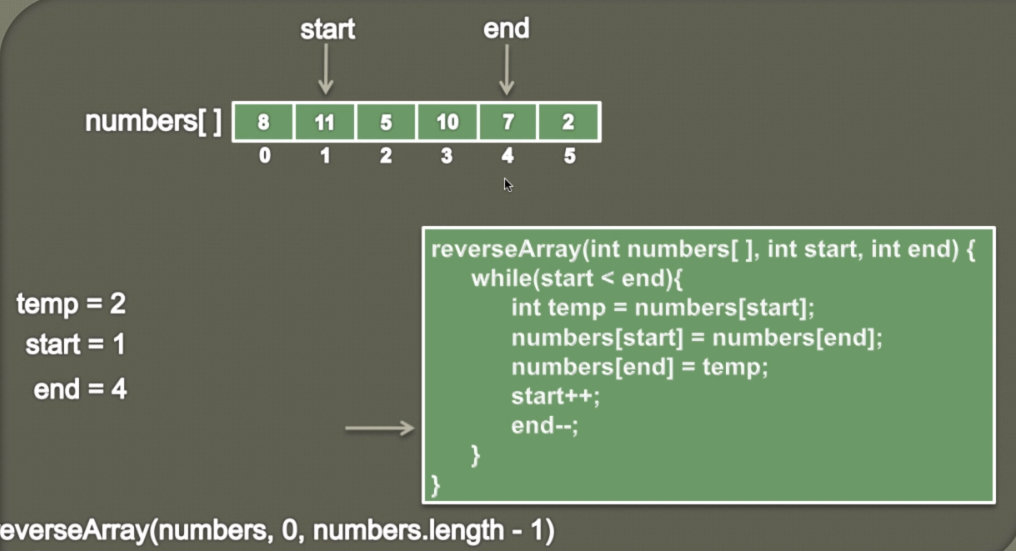 start end
numbers[ ] 8 11 5 10 7 2
0 1 2 3 4 5
reverseArray(int numbers[ ], int start, int end) {
while(start < end){
int temp = numbers[start];
numbers[start] = numbers[end];
numbers[end] = temp;
start++;
end--;
}
}
temp = 2
start = 1
end = 4
everseArray(numbers, 0, numbers.length - 1)